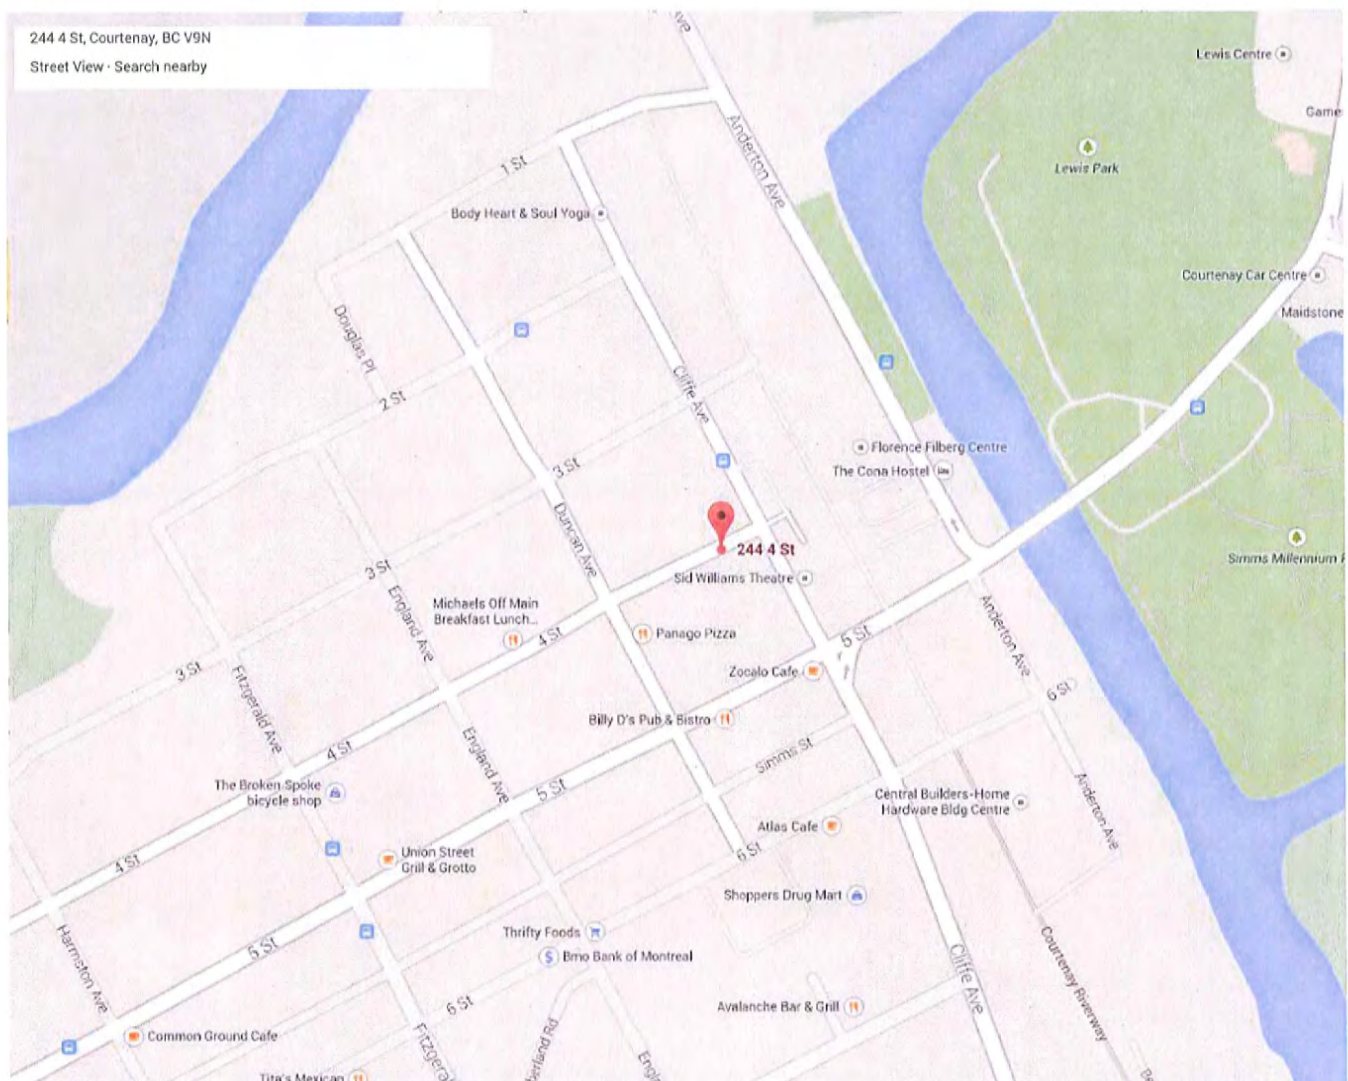 244 4 St, Courtenay, BC V9N
Street View · Search nearby
Ave
Lewis Centre
Game
Anderton Ave
Lewis Park
1 St
Body Heart & Soul Yoga
Courtenay Car Centre
Maidstone
Douglas Pl
Cliffe Ave
2 St
Florence Filberg Centre
The Cona Hostel
3 St
Duncan Ave
244 4 St
Simms Millennium
Sid Williams Theatre
3 St
England Ave
Michaels Off Main
Breakfast Lunch...
4 St
Panago Pizza
5 St
Anderton Ave
3 St
Zocalo Cafe
Fitzgerald Ave
6 St
Billy D's Pub & Bistro
4 St
England Ave
Simms St
The Broken Spoke
bicycle shop
5 St
Central Builders-Home
Hardware Bldg Centre
Anderton Ave
Atlas Cafe
6 St
4 St
Union Street
Grill & Grotto
Shoppers Drug Mart
Thrifty Foods
Bmo Bank of Montreal
5 St
Harmston Ave
Cliffe Ave
Courtenay Riverway
6 St
Avalanche Bar & Grill
Common Ground Cafe
Fitzgera
berland Rd
Engl
Tita's Mexican